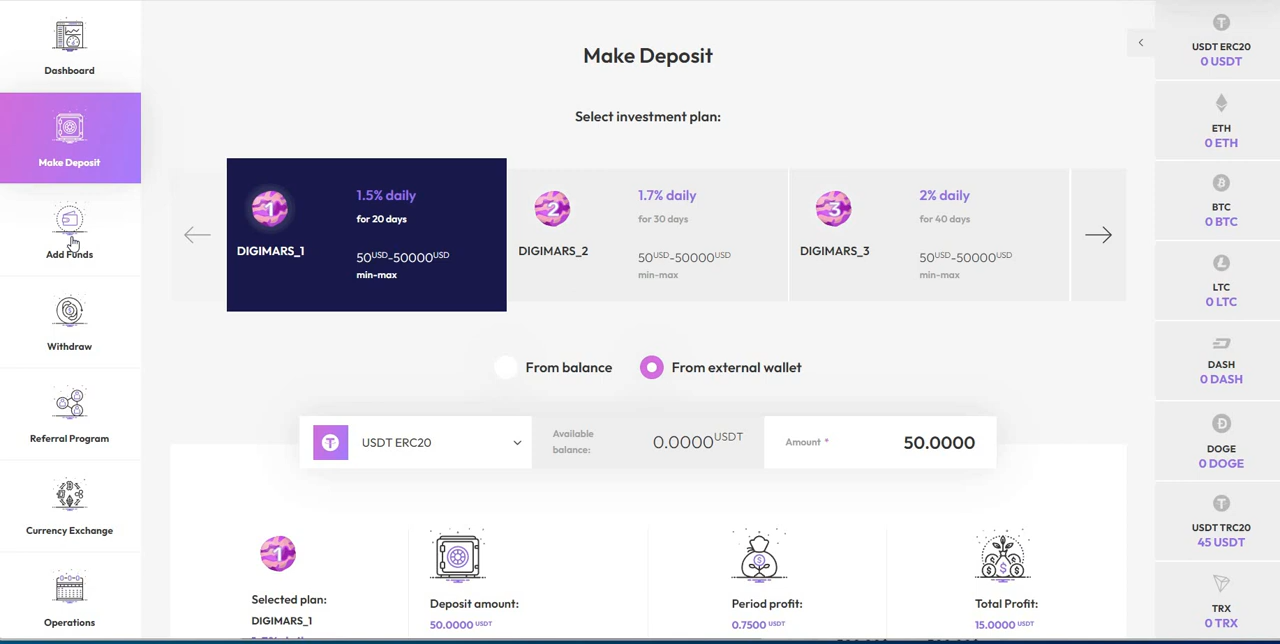 Dashboard
Make Deposit
Add Funds
Withdraw
Referral Program
Currency Exchange
Operations
Make Deposit
Select investment plan:
1
DIGIMARS_1
1.5% daily
for 20 days
50USD-50000USD
min-max
2
DIGIMARS_2
1.7% daily
for 30 days
50USD-50000USD
min-max
3
DIGIMARS_3
2% daily
for 40 days
50USD-50000USD
min-max
From balance
From external wallet
USDT ERC20
Available
balance:
0.0000USDT
Amount *
50.0000
1
Selected plan:
DIGIMARS_1
Deposit amount:
50.0000 USDT
Period profit:
0.7500 USDT
Total Profit:
15.0000 USDT
USDT ERC20
0 USDT
ETH
0 ETH
BTC
0 BTC
LTC
0 LTC
DASH
0 DASH
DOGE
0 DOGE
USDT TRC20
45 USDT
TRX
0 TRX